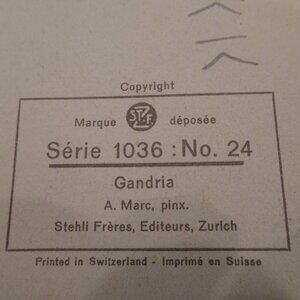 Copyright
Marque STZF déposée
Série 1036 : No. 24
Gandria
A. Marc, pinx.
Stehli Frères, Editeurs, Zurich
Printed in Switzerland - Imprimé en Suisse